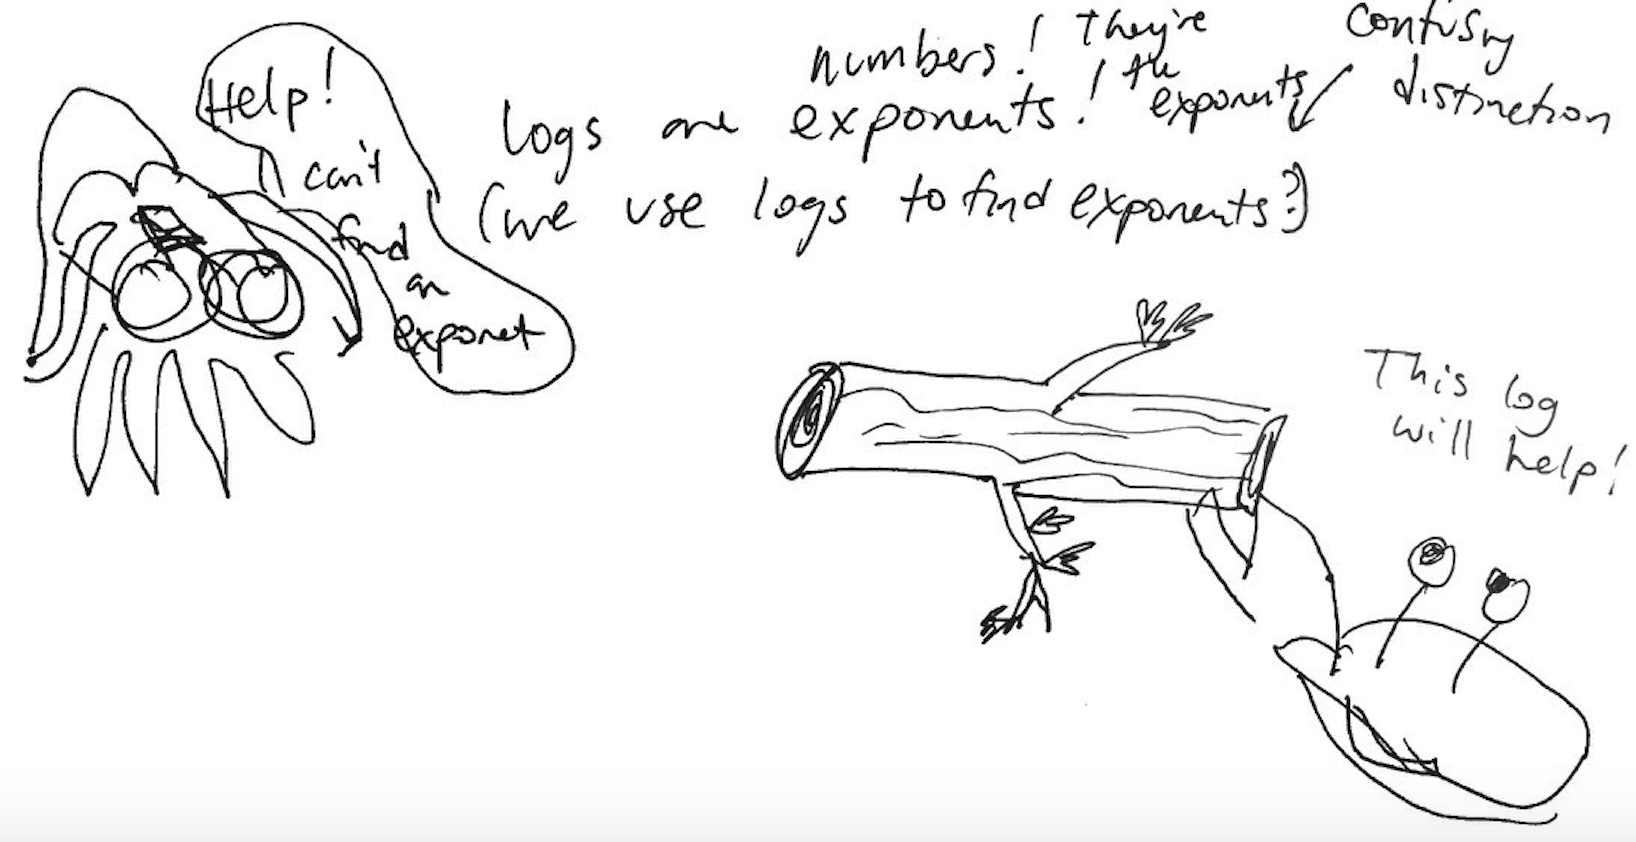 Help!
can't
find
an
exponet
numbers! They're
logs are exponents! the
exponents
(we use logs to find exponents?)
confusing
distinction
This log
will help!